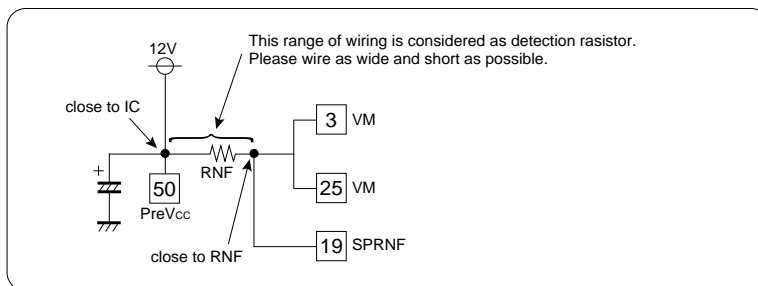 12V
This range of wiring is considered as detection rasistor.
Please wire as wide and short as possible.
close to IC
3 VM
+
RNF
50
PreVcc
25 VM
close to RNF
19 SPRNF